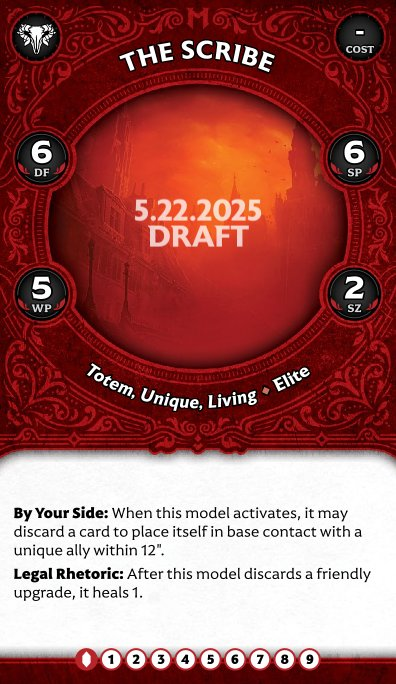 -
COST
THE SCRIBE
6
DF
6
SP
5.22.2025
DRAFT
5
WP
2
SZ
Totem, Unique, Living ♦ Elite
By Your Side: When this model activates, it may
discard a card to place itself in base contact with a
unique ally within 12".
Legal Rhetoric: After this model discards a friendly
upgrade, it heals 1.
1 2 3 4 5 6 7 8 9